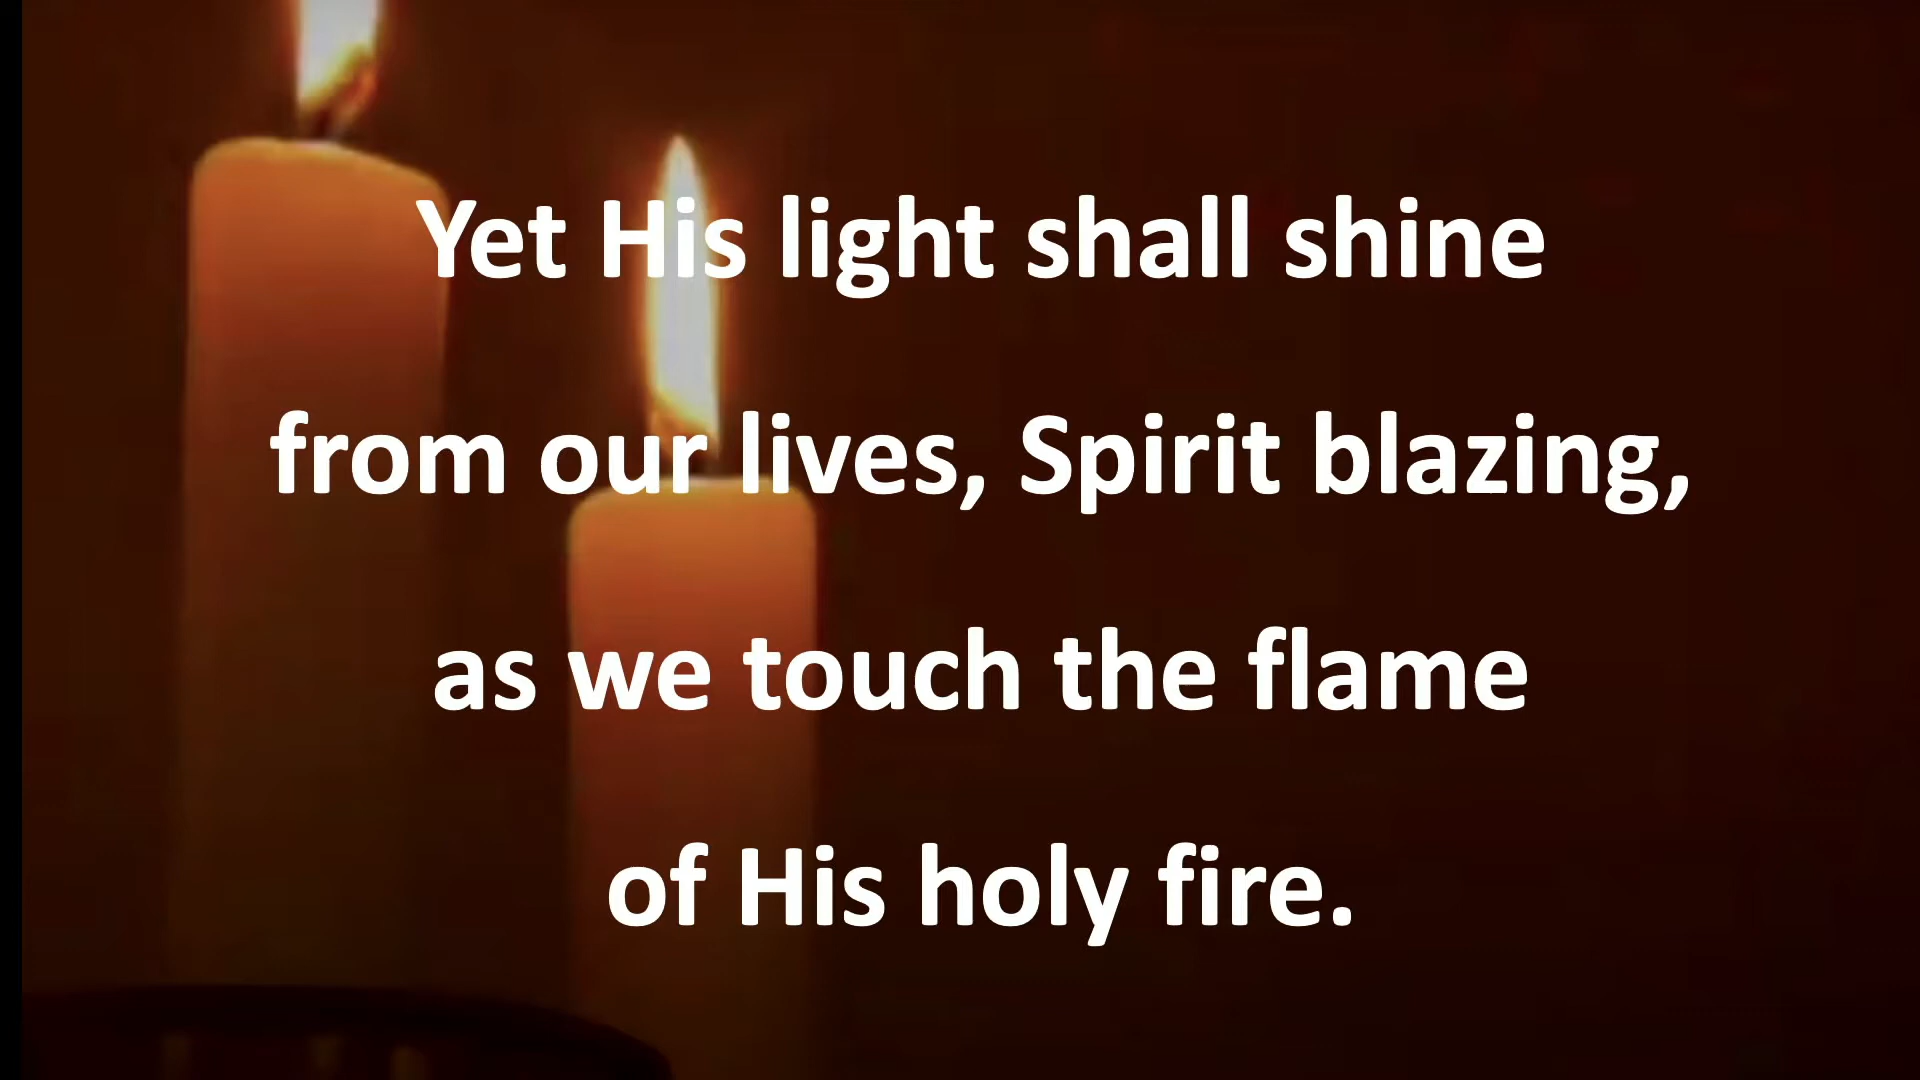 Yet His light shall shine
from our lives, Spirit blazing,
as we touch the flame
of His holy fire.